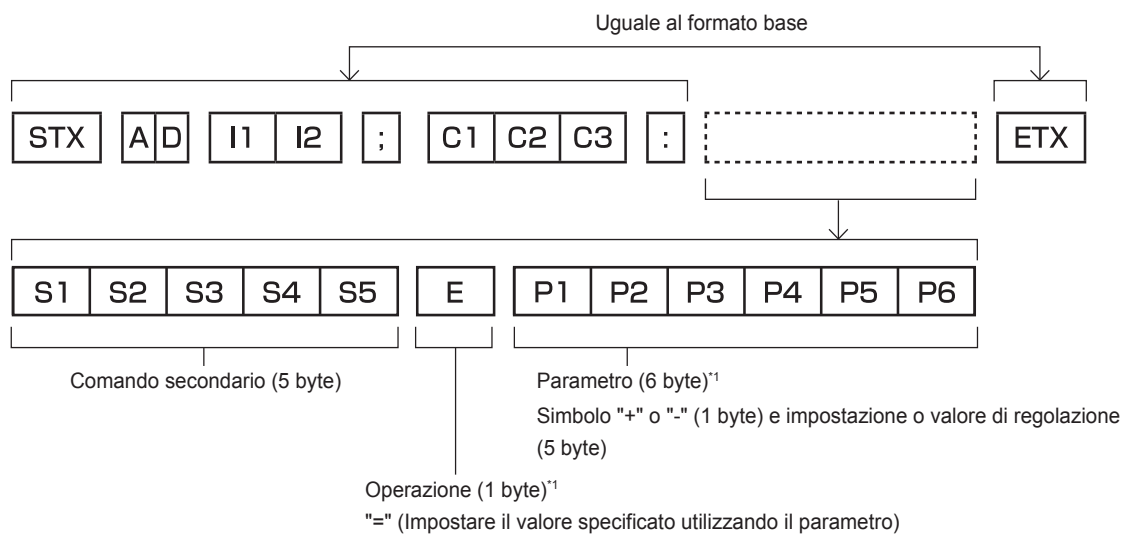 Uguale al formato base
STX A D I1 I2 ; C1 C2 C3 : ETX
S1 S2 S3 S4 S5 E P1 P2 P3 P4 P5 P6
Comando secondario (5 byte)
Parametro (6 byte)*1
Simbolo "+" o "-" (1 byte) e impostazione o valore di regolazione
(5 byte)
Operazione (1 byte)*1
"=" (Impostare il valore specificato utilizzando il parametro)